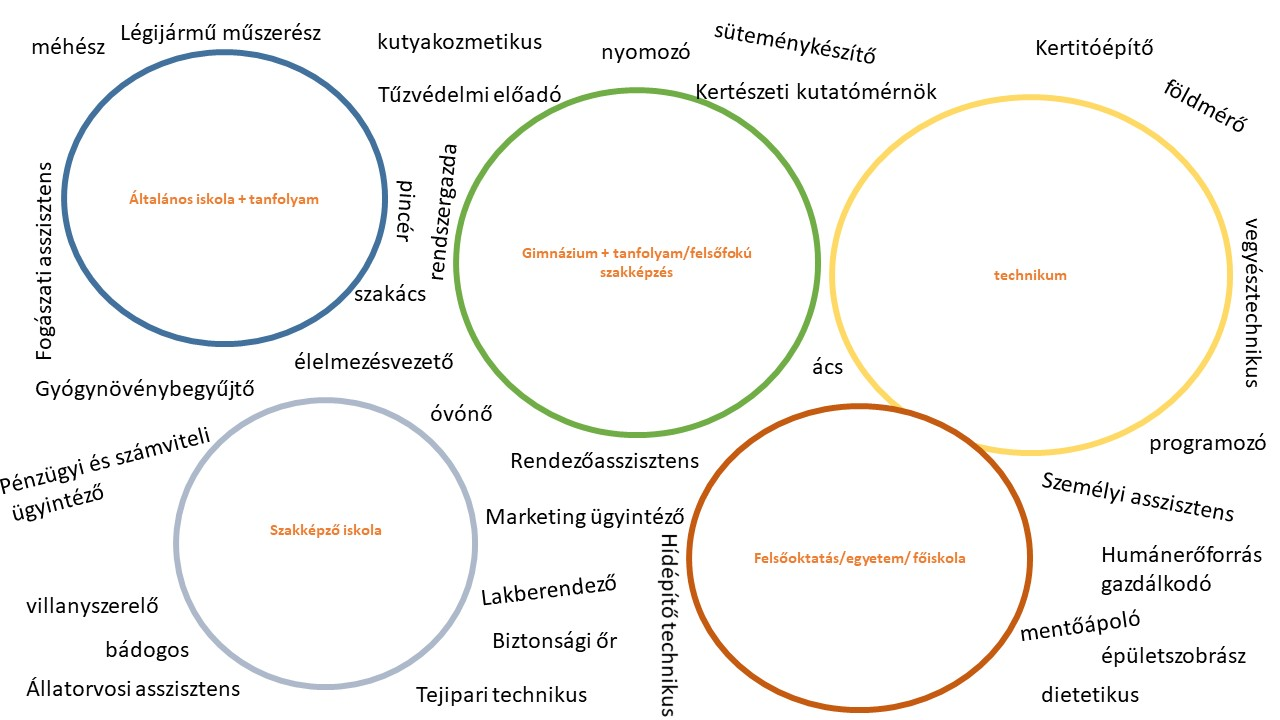 méhész
Légijármű műszerész
kutyakozmetikus
nyomozó
süteménykészítő
Kertitóépítő
Tűzvédelmi előadó
Kertészeti kutatómérnök
földmérő
Fogászati asszisztens
Általános iskola + tanfolyam
pincér
rendszergazda
Gimnázium + tanfolyam/felsőfokú
szakképzés
technikum
vegyésztechnikus
szakács
élelmezésvezető
ács
Gyógynövénybegyűjtő
óvónő
Pénzügyi és számviteli
ügyintéző
Rendezőasszisztens
programozó
Személyi asszisztens
Marketing ügyintéző
Szakképző iskola
Hídépítő technikus
Felsőoktatás/egyetem/ főiskola
Humánerőforrás
gazdálkodó
villanyszerelő
Lakberendező
mentőápoló
bádogos
Biztonsági őr
épületszobrász
Állatorvosi asszisztens
Tejipari technikus
dietetikus